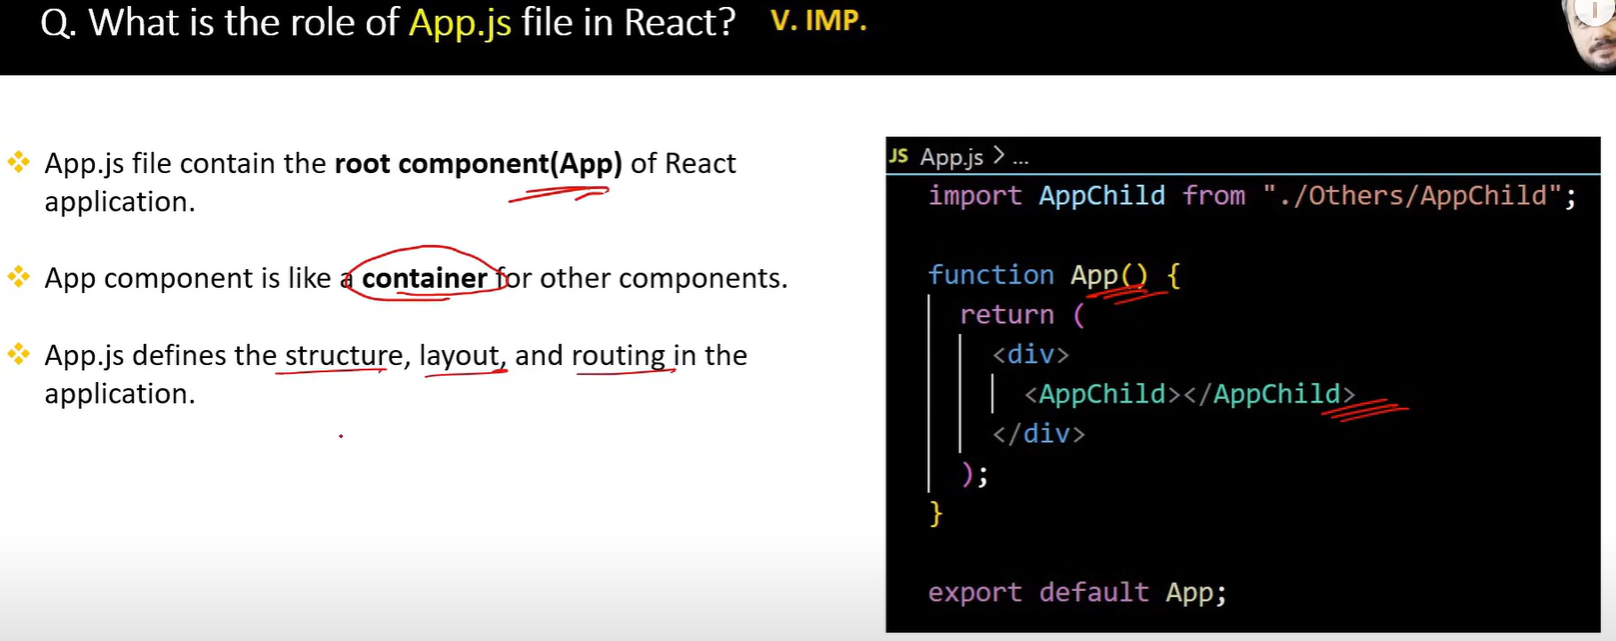 Q. What is the role of App.js file in React? V. IMP.
App.js file contain the root component(App) of React
application.
App component is like a container for other components.
App.js defines the structure, layout, and routing in the
application.
JS App.js > ...
import AppChild from "./Others/AppChild";
function App() {
return (
<div>
<AppChild></AppChild>
</div>
);
}
export default App;